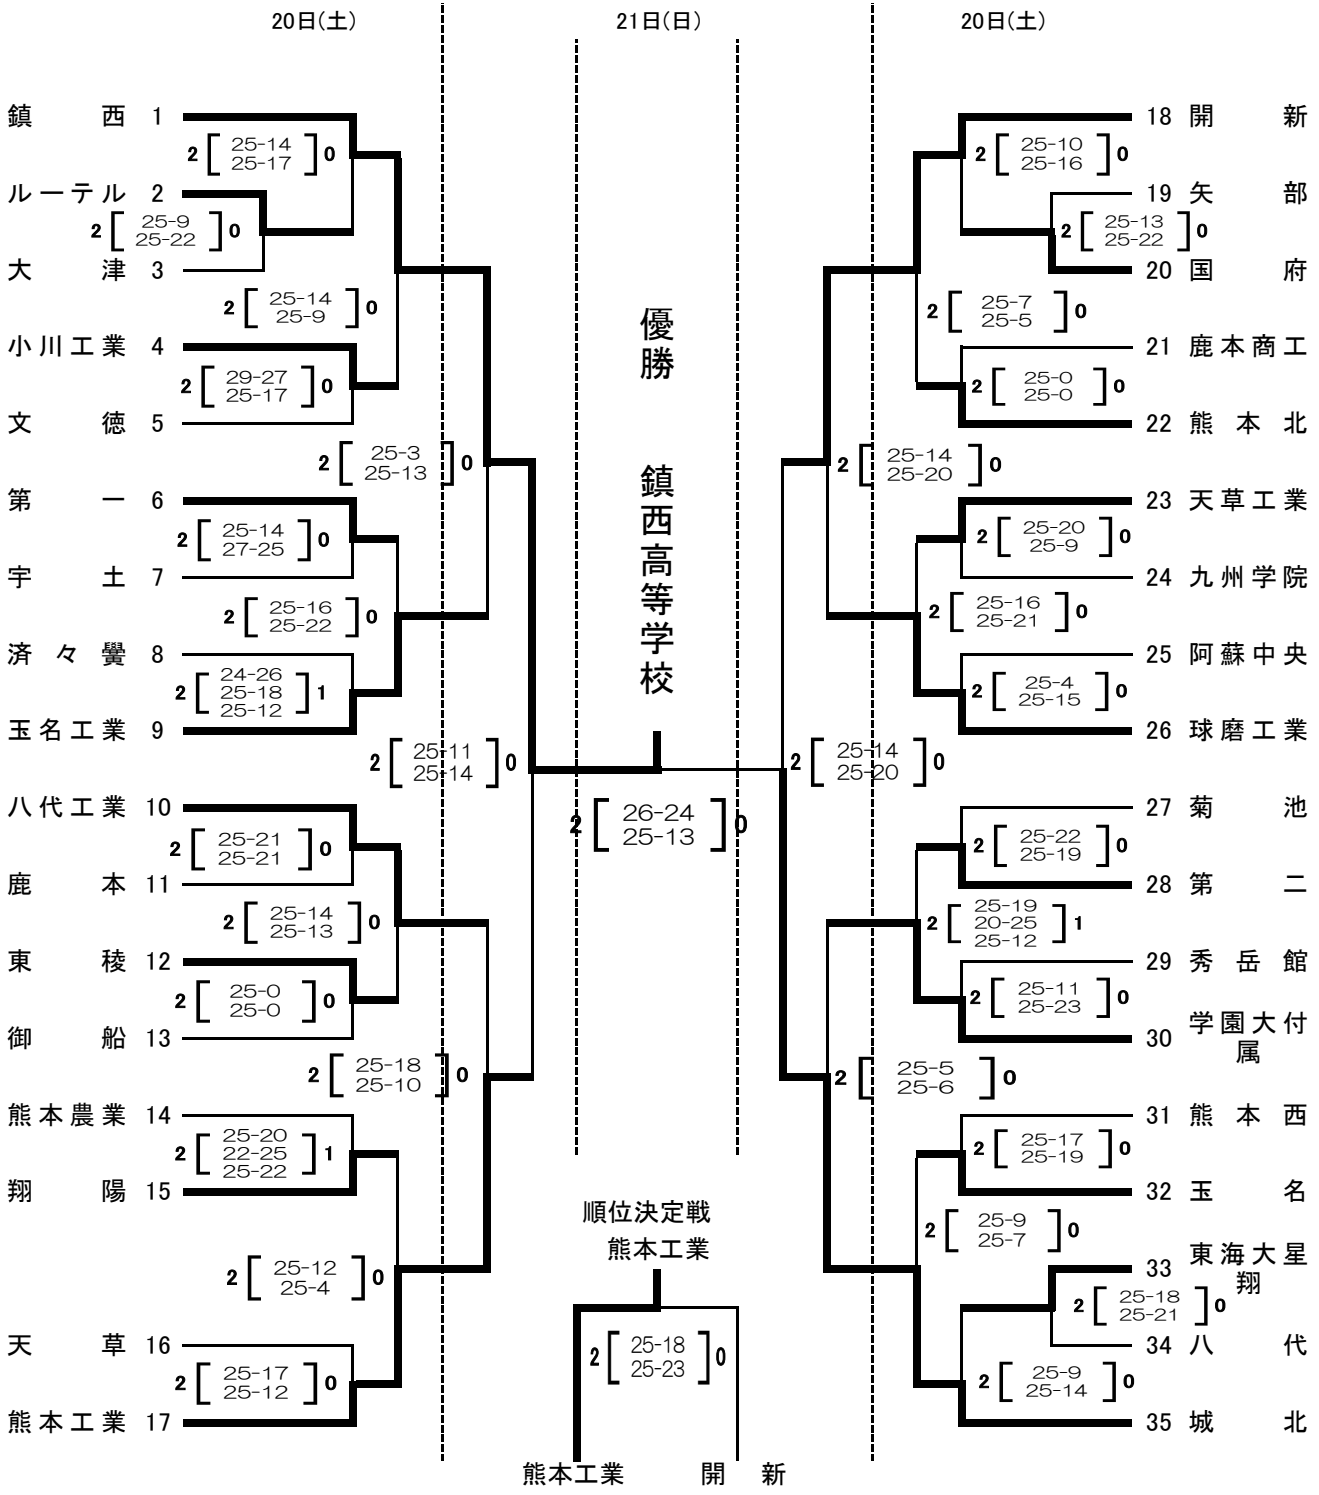 20日(土)
21日(日)
20日(土)
鎮西 1
2 [ 25-14 ] 0
25-17
ルーテル 2
2 [ 25-9 ] 0
25-22
大津 3
2 [ 25-14 ] 0
25-9
小川工業 4
2 [ 29-27 ] 0
25-17
文徳 5
2 [ 25-3 ] 0
25-13
第一 6
2 [ 25-14 ] 0
27-25
宇土 7
2 [ 25-16 ] 0
25-22
済々黌 8
24-26
2 [ 25-18 ] 1
25-12
玉名工業 9
2 [ 25-11 ] 0
25-14
八代工業 10
2 [ 25-21 ] 0
25-21
鹿本 11
2 [ 25-14 ] 0
25-13
東稜 12
2 [ 25-0 ] 0
25-0
御船 13
2 [ 25-18 ] 0
25-10
熊本農業 14
25-20
2 [ 22-25 ] 1
25-22
翔陽 15
2 [ 25-12 ] 0
25-4
天草 16
2 [ 25-17 ] 0
25-12
熊本工業 17
優勝 鎮西高等学校
2 [ 26-24 ] 0
25-13
順位決定戦
熊本工業
2 [ 25-18 ] 0
25-23
熊本工業 開新
18 開新
2 [ 25-10 ] 0
25-16
19 矢部
2 [ 25-13 ] 0
25-22
20 国府
2 [ 25-7 ] 0
25-5
21 鹿本商工
2 [ 25-0 ] 0
25-0
22 熊本北
2 [ 25-14 ] 0
25-20
23 天草工業
2 [ 25-20 ] 0
25-9
24 九州学院
2 [ 25-16 ] 0
25-21
25 阿蘇中央
2 [ 25-4 ] 0
25-15
26 球磨工業
2 [ 25-14 ] 0
25-20
27 菊池
2 [ 25-22 ] 0
25-19
28 第二
25-19
2 [ 20-25 ] 1
25-12
29 秀岳館
2 [ 25-11 ] 0
25-23
30 学園大付
属
2 [ 25-5 ] 0
25-6
31 熊本西
2 [ 25-17 ] 0
25-19
32 玉名
2 [ 25-9 ] 0
25-7
33 東海大星
翔
2 [ 25-18 ] 0
25-21
34 八代
2 [ 25-9 ] 0
25-14
35 城北